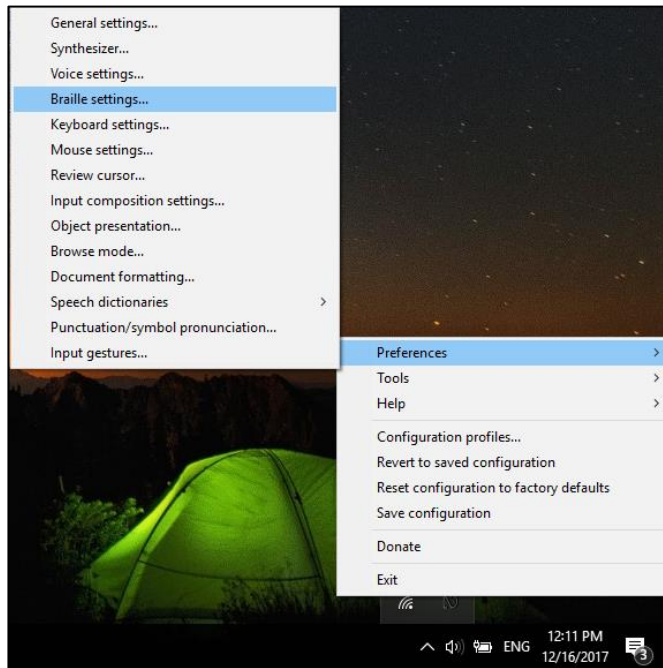 General settings...
Synthesizer...
Voice settings...
Braille settings...
Keyboard settings...
Mouse settings...
Review cursor...
Input composition settings...
Object presentation...
Browse mode...
Document formatting...
Speech dictionaries
Punctuation/symbol pronunciation...
Input gestures...
Preferences
Tools
Help
Configuration profiles...
Revert to saved configuration
Reset configuration to factory defaults
Save configuration
Donate
Exit
ENG
12:11 PM
12/16/2017
3